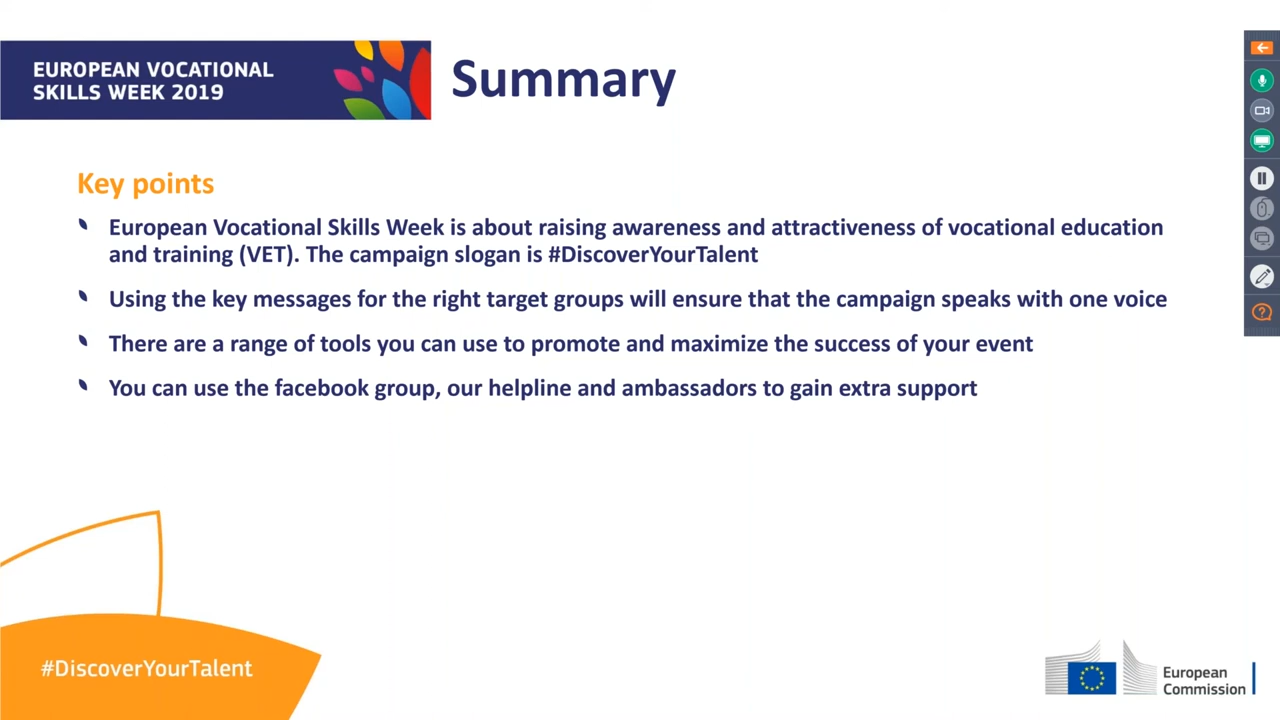 EUROPEAN VOCATIONAL
SKILLS WEEK 2019
Summary
Key points
European Vocational Skills Week is about raising awareness and attractiveness of vocational education
and training (VET). The campaign slogan is #DiscoverYourTalent
Using the key messages for the right target groups will ensure that the campaign speaks with one voice
There are a range of tools you can use to promote and maximize the success of your event
You can use the facebook group, our helpline and ambassadors to gain extra support
#DiscoverYourTalent
European
Commission